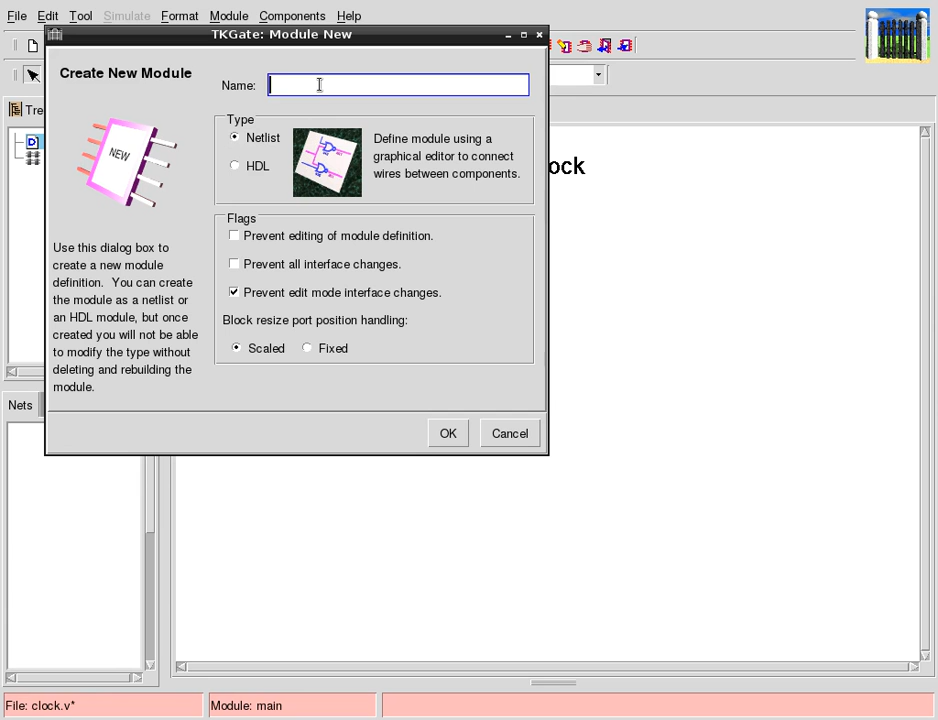 File Edit Tool Simulate Format Module Components Help
TKGate: Module New
Create New Module
Name:
NEW
Type
Netlist
HDL
Define module using a
graphical editor to connect
wires between components.
Use this dialog box to
create a new module
definition. You can create
the module as a netlist or
an HDL module, but once
created you will not be able
to modify the type without
deleting and rebuilding the
module.
Flags
Prevent editing of module definition.
Prevent all interface changes.
Prevent edit mode interface changes.
Block resize port position handling:
Scaled Fixed
OK Cancel
Tre
ock
Nets
File: clock.v* Module: main